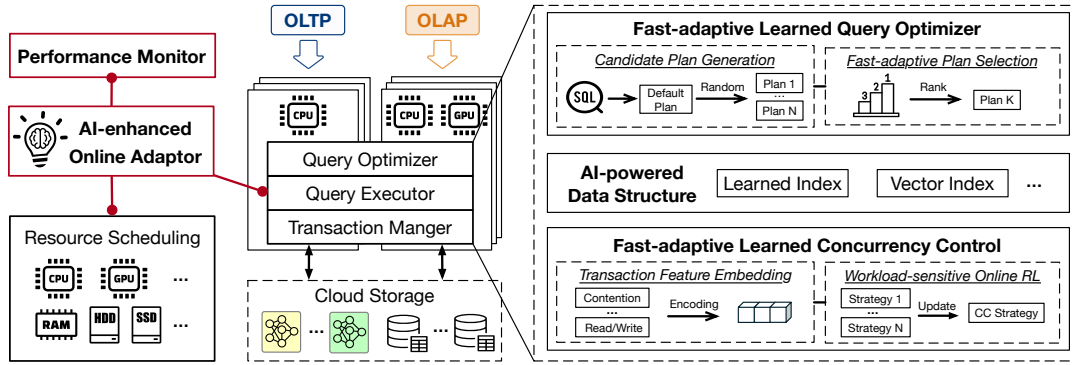 Performance Monitor
AI-enhanced
Online Adaptor
Resource Scheduling
CPU
GPU
...
RAM
HDD
SSD
...
OLTP
OLAP
CPU
CPU
GPU
Query Optimizer
Query Executor
Transaction Manger
Cloud Storage
...
...
Fast-adaptive Learned Query Optimizer
Candidate Plan Generation
SQL
Default
Plan
Random
Plan 1
...
Plan N
Fast-adaptive Plan Selection
3
2
1
Rank
Plan K
AI-powered
Data Structure
Learned Index
Vector Index
...
Fast-adaptive Learned Concurrency Control
Transaction Feature Embedding
Contention
...
Read/Write
Encoding
Workload-sensitive Online RL
Strategy 1
...
Strategy N
Update
CC Strategy